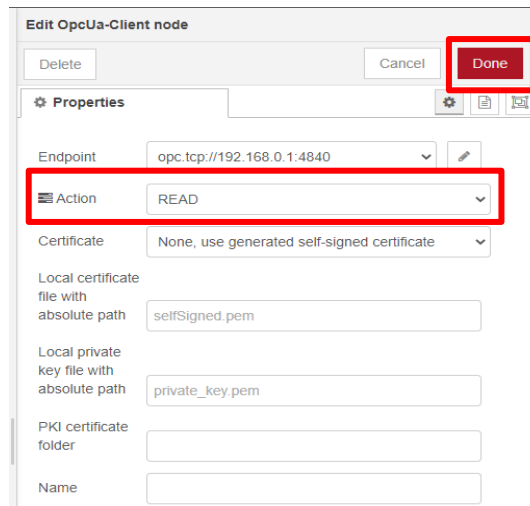 Edit OpcUa-Client node
Delete
Cancel
Done
Properties
Endpoint
opc.tcp://192.168.0.1:4840
Action
READ
Certificate
None, use generated self-signed certificate
Local certificate
file with
absolute path
selfSigned.pem
Local private
key file with
absolute path
private_key.pem
PKI certificate
folder
Name